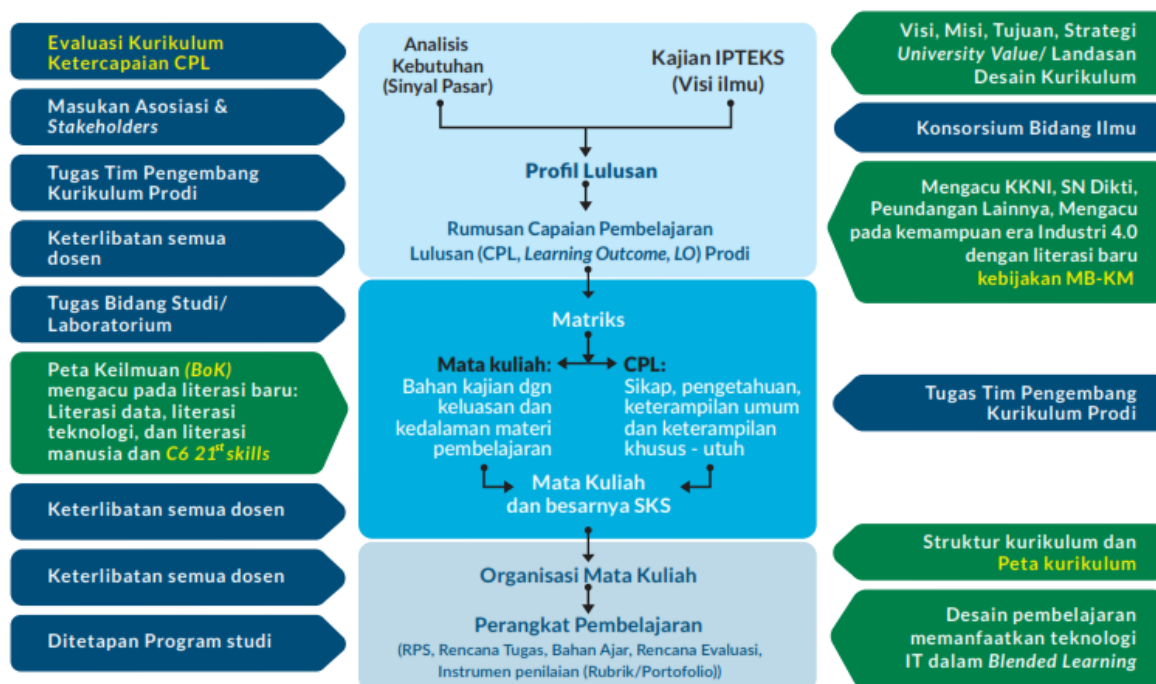 Evaluasi Kurikulum
Ketercapaian CPL
Masukan Asosiasi &
Stakeholders
Tugas Tim Pengembang
Kurikulum Prodi
Keterlibatan semua
dosen
Tugas Bidang Studi/
Laboratorium
Peta Keilmuan (BoK)
mengacu pada literasi baru:
Literasi data, literasi
teknologi, dan literasi
manusia dan C6 21st skills
Keterlibatan semua dosen
Keterlibatan semua dosen
Ditetapan Program studi
Analisis
Kebutuhan
(Sinyal Pasar)
Kajian IPTEKS
(Visi ilmu)
Profil Lulusan
Rumusan Capaian Pembelajaran
Lulusan (CPL, Learning Outcome, LO) Prodi
Matriks
Mata kuliah:
Bahan kajian dgn
keluasan dan
kedalaman materi
pembelajaran
CPL:
Sikap, pengetahuan,
keterampilan umum
dan keterampilan
khusus - utuh
Mata Kuliah
dan besarnya SKS
Organisasi Mata Kuliah
Perangkat Pembelajaran
(RPS, Rencana Tugas, Bahan Ajar, Rencana Evaluasi,
Instrumen penilaian (Rubrik/Portofolio))
Visi, Misi, Tujuan, Strategi
University Value/ Landasan
Desain Kurikulum
Konsorsium Bidang Ilmu
Mengacu KKNI, SN Dikti,
Peundangan Lainnya, Mengacu
pada kemampuan era Industri 4.0
dengan literasi baru
kebijakan MB-KM
Tugas Tim Pengembang
Kurikulum Prodi
Struktur kurikulum dan
Peta kurikulum
Desain pembelajaran
memanfaatkan teknologi
IT dalam Blended Learning